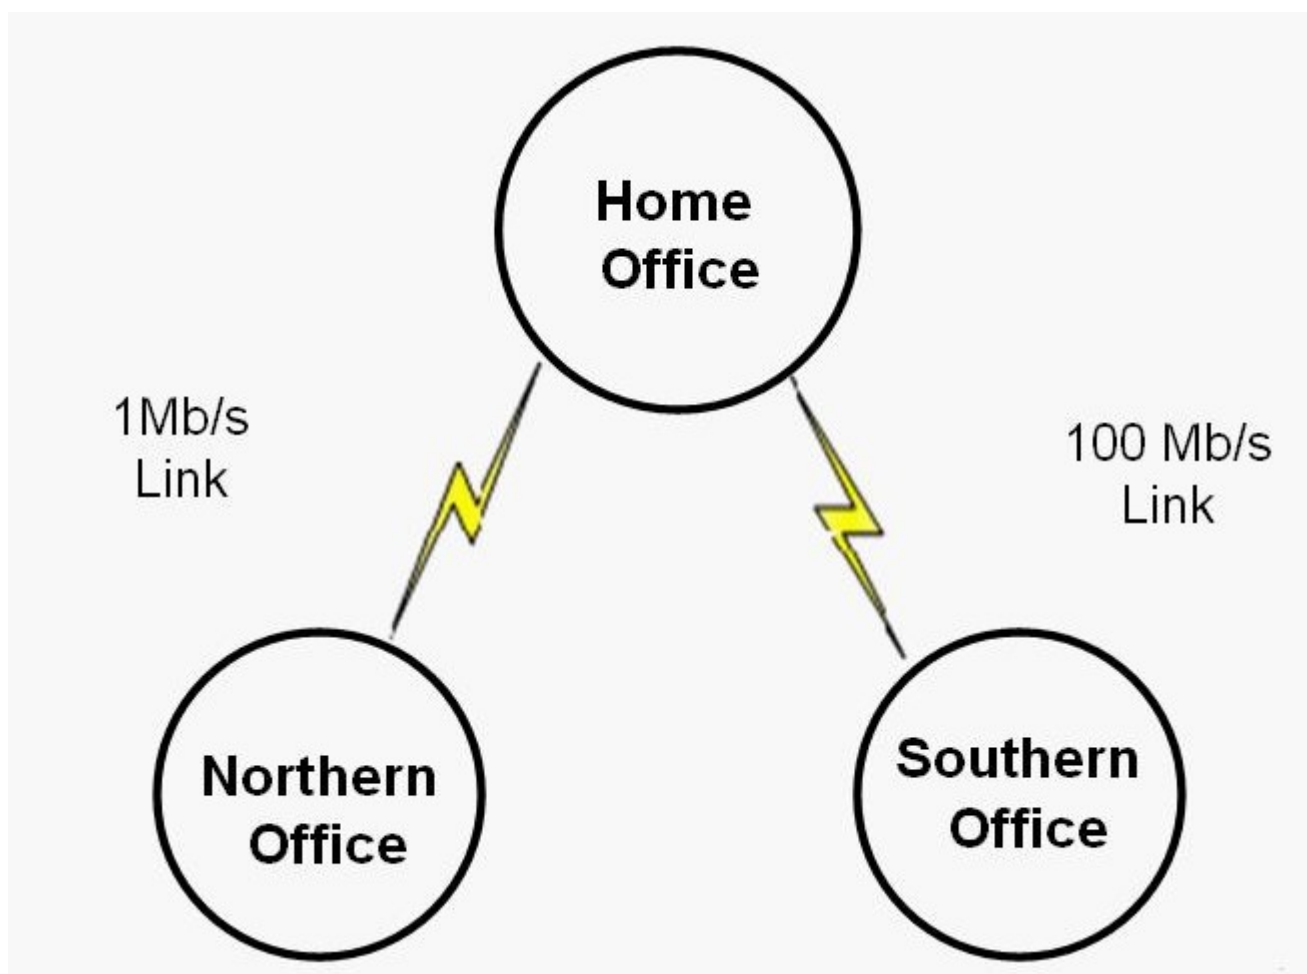 Home
Office
1Mb/s
Link
100 Mb/s
Link
Northern
Office
Southern
Office